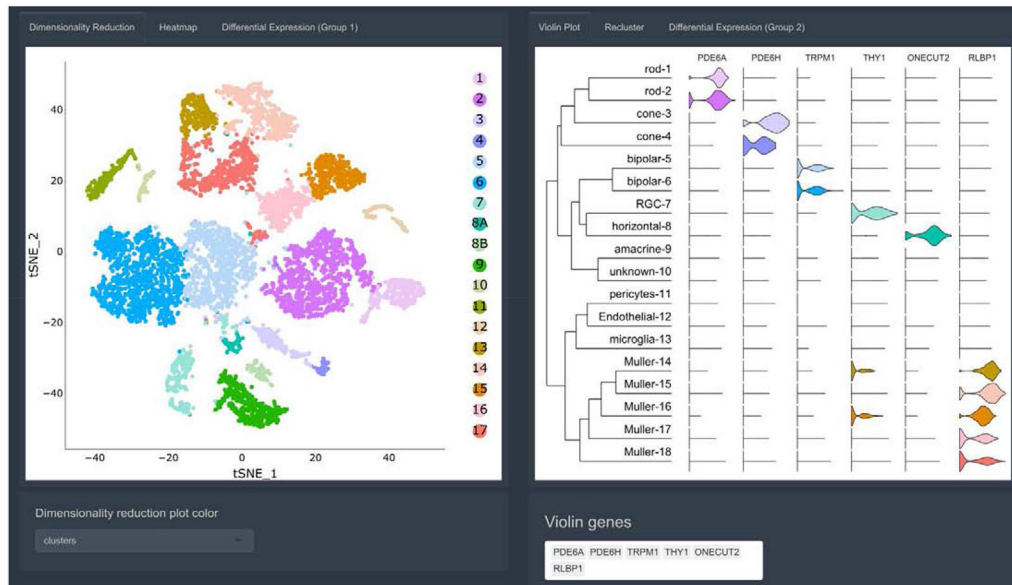 Dimensionality Reduction Heatmap Differential Expression (Group 1)
40
20
0
−20
−40
tSNE_2
−40 −20 0 20 40
tSNE_1
1
2
3
4
5
6
7
8A
8B
9
10
11
12
13
14
15
16
17
Dimensionality reduction plot color
clusters
Violin Plot Recluster Differential Expression (Group 2)
PDE6A PDE6H TRPM1 THY1 ONECUT2 RLBP1
rod-1
rod-2
cone-3
cone-4
bipolar-5
bipolar-6
RGC-7
horizontal-8
amacrine-9
unknown-10
pericytes-11
Endothelial-12
microglia-13
Muller-14
Muller-15
Muller-16
Muller-17
Muller-18
Violin genes
PDE6A PDE6H TRPM1 THY1 ONECUT2
RLBP1